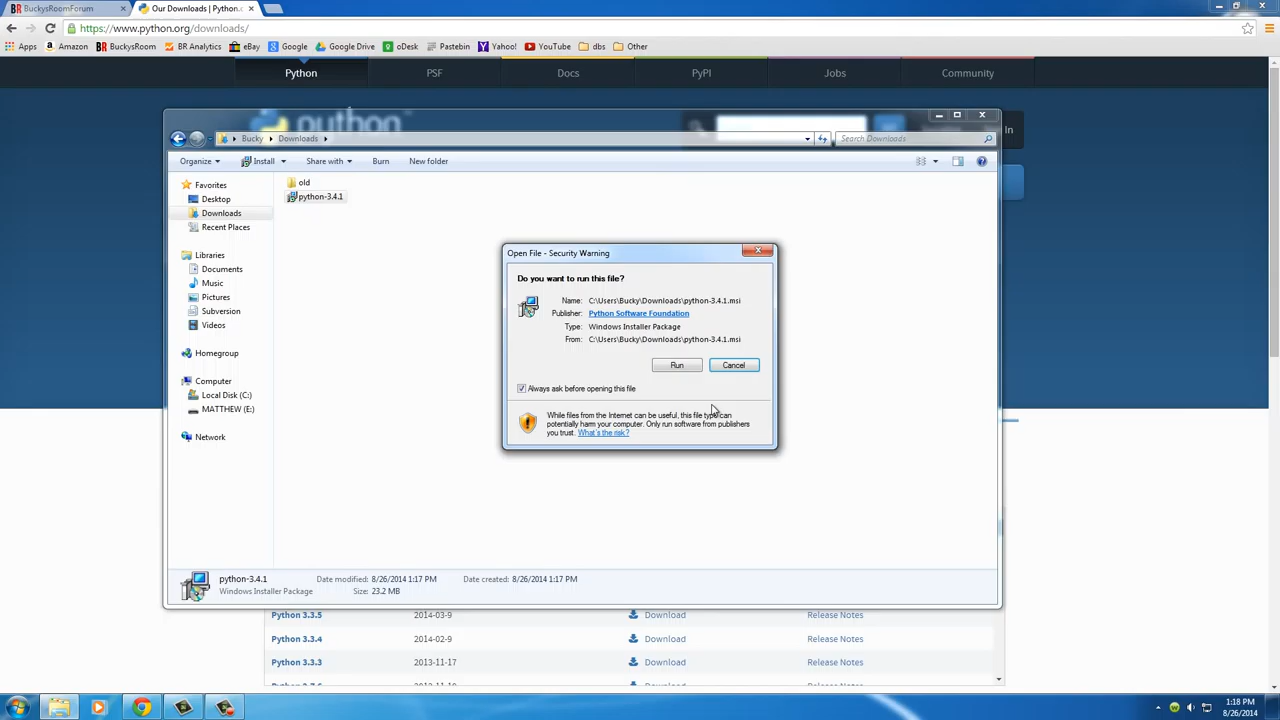 BuckysRoomForum
Our Downloads | Python.c
https://www.python.org/downloads/
Apps Amazon BuckysRoom BR Analytics eBay Google Google Drive oDesk Pastebin Yahoo! YouTube dbs Other
Python PSF Docs PyPI Jobs Community
python
In
Bucky Downloads
Search Downloads
Organize Install Share with Burn New folder
Favorites
Desktop
Downloads
Recent Places
Libraries
Documents
Music
Pictures
Subversion
Videos
Homegroup
Computer
Local Disk (C:)
MATTHEW (E:)
Network
old
python-3.4.1
Open File - Security Warning
Do you want to run this file?
Name: C:\Users\Bucky\Downloads\python-3.4.1.msi
Publisher: Python Software Foundation
Type: Windows Installer Package
From: C:\Users\Bucky\Downloads\python-3.4.1.msi
Run Cancel
Always ask before opening this file
While files from the Internet can be useful, this file type can
potentially harm your computer. Only run software from publishers
you trust. What's the risk?
python-3.4.1 Date modified: 8/26/2014 1:17 PM Date created: 8/26/2014 1:17 PM
Windows Installer Package Size: 23.2 MB
Python 3.3.5 2014-03-9 Download Release Notes
Python 3.3.4 2014-02-9 Download Release Notes
Python 3.3.3 2013-11-17 Download Release Notes
1:18 PM
8/26/2014